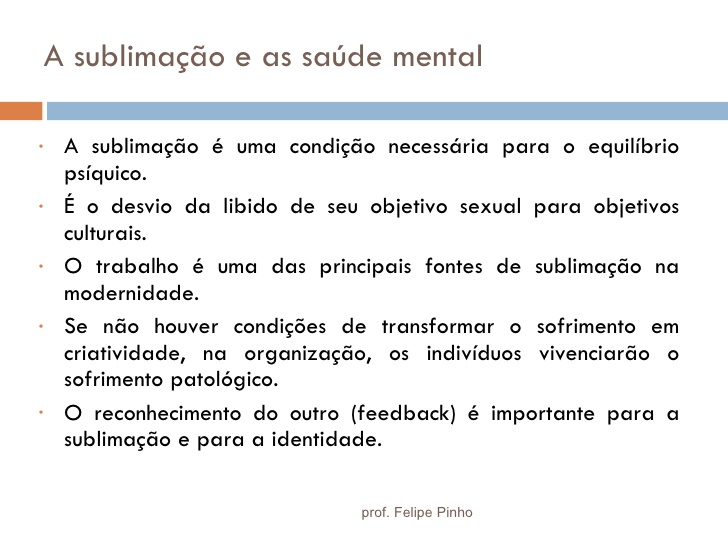 A sublimação e as saúde mental
• A sublimação é uma condição necessária para o equilíbrio
psíquico.
• É o desvio da libido de seu objetivo sexual para objetivos
culturais.
• O trabalho é uma das principais fontes de sublimação na
modernidade.
• Se não houver condições de transformar o sofrimento em
criatividade, na organização, os indivíduos vivenciarão o
sofrimento patológico.
• O reconhecimento do outro (feedback) é importante para a
sublimação e para a identidade.
prof. Felipe Pinho